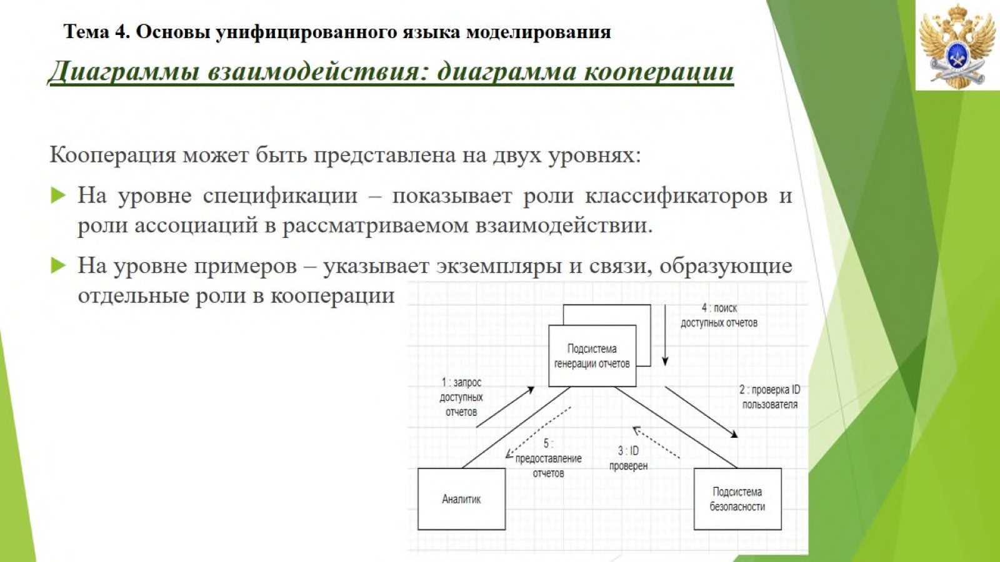 Тема 4. Основы унифицированного языка моделирования
Диаграммы взаимодействия: диаграмма кооперации
Кооперация может быть представлена на двух уровнях:
На уровне спецификации – показывает роли классификаторов и
роли ассоциаций в рассматриваемом взаимодействии.
На уровне примеров – указывает экземпляры и связи, образующие
отдельные роли в кооперации
4 : поиск
доступных отчетов
Подсистема
генерации отчетов
1 : запрос
доступных
отчетов
2 : проверка ID
пользователя
5 :
предоставление
отчетов
3 : ID
проверен
Аналитик
Подсистема
безопасности